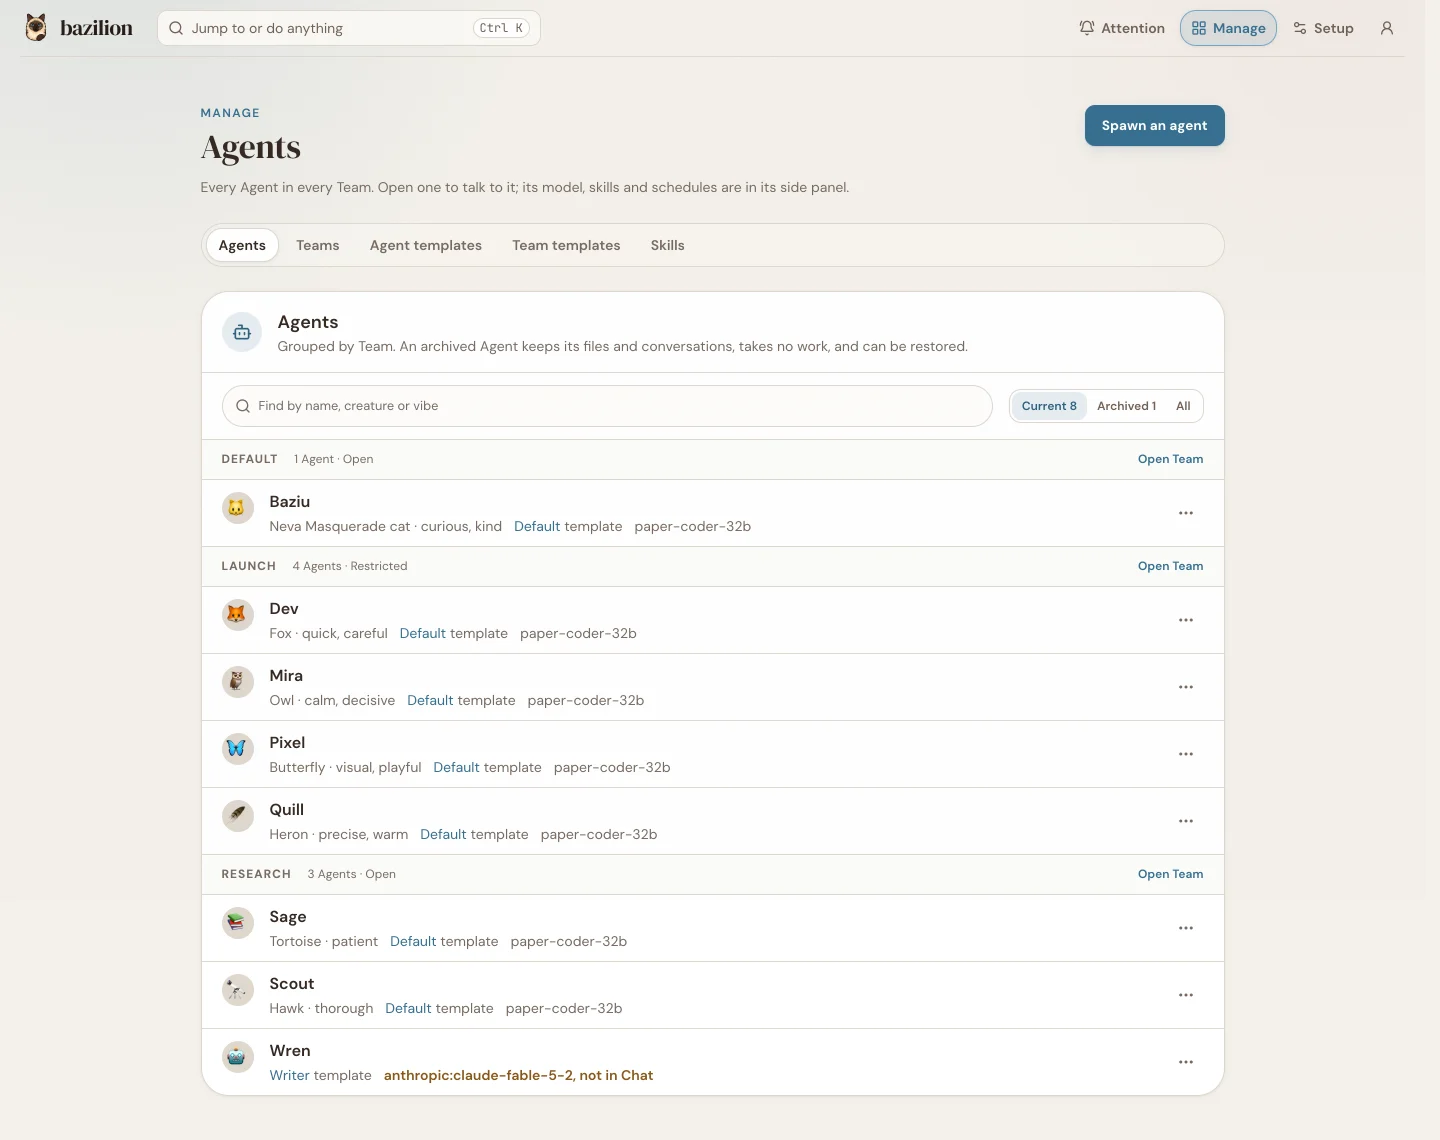 bazilion
Jump to or do anything
Ctrl K
Attention
Manage
Setup
MANAGE
Agents
Every Agent in every Team. Open one to talk to it; its model, skills and schedules are in its side panel.
Spawn an agent
Agents
Teams
Agent templates
Team templates
Skills
Agents
Grouped by Team. An archived Agent keeps its files and conversations, takes no work, and can be restored.
Find by name, creature or vibe
Current 8
Archived 1
All
DEFAULT 1 Agent · Open
Open Team
Baziu
Neva Masquerade cat · curious, kind Default template paper-coder-32b
LAUNCH 4 Agents · Restricted
Open Team
Dev
Fox · quick, careful Default template paper-coder-32b
Mira
Owl · calm, decisive Default template paper-coder-32b
Pixel
Butterfly · visual, playful Default template paper-coder-32b
Quill
Heron · precise, warm Default template paper-coder-32b
RESEARCH 3 Agents · Open
Open Team
Sage
Tortoise · patient Default template paper-coder-32b
Scout
Hawk · thorough Default template paper-coder-32b
Wren
Writer template anthropic:claude-fable-5-2, not in Chat